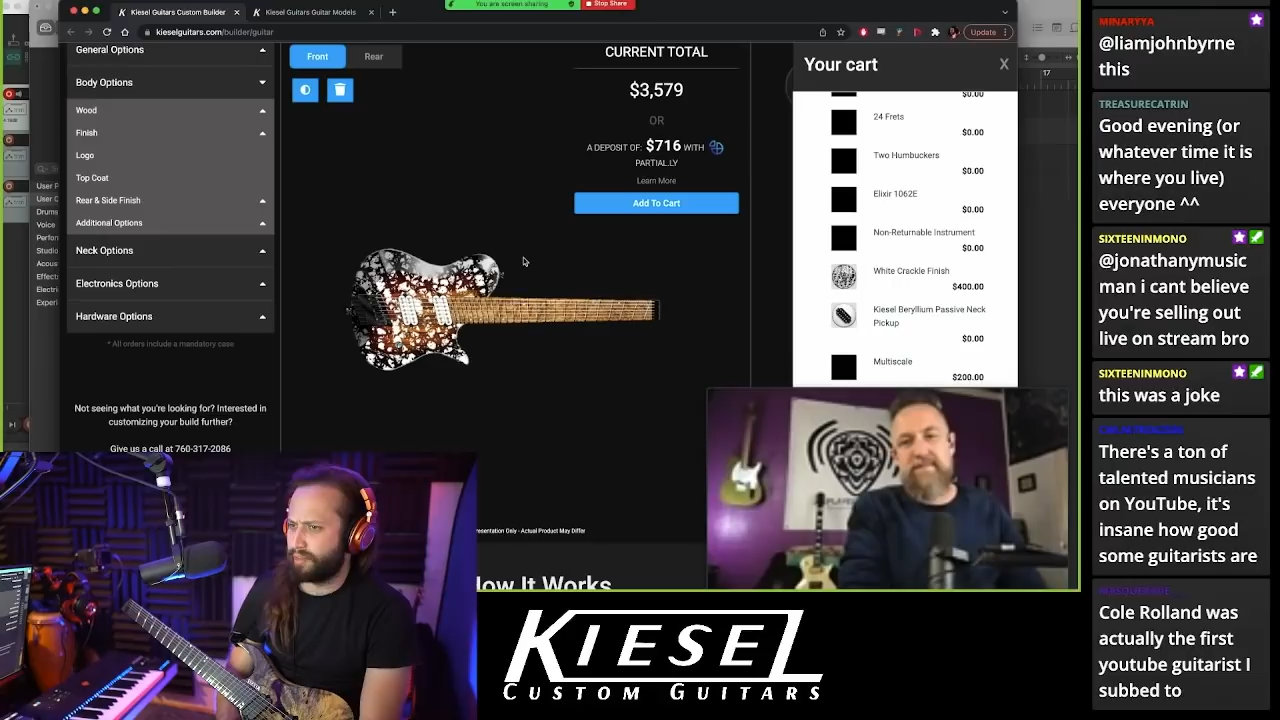 You are screen sharing
Stop Share
Kiesel Guitars Custom Builder
Kiesel Guitars Guitar Models
kieselguitars.com/builder/guitar
Update
General Options
Body Options
Wood
Finish
Logo
Top Coat
Rear & Side Finish
Additional Options
Neck Options
Electronics Options
Hardware Options
* All orders include a mandatory case
Not seeing what you're looking for? Interested in
customizing your build further?
Give us a call at 760-317-2086
Front
Rear
CURRENT TOTAL
$3,579
OR
A DEPOSIT OF: $716 WITH
PARTIAL.LY
Learn More
Add To Cart
Actual Product May Differ
It Works
Your cart
X
$0.00
24 Frets
$0.00
Two Humbuckers
$0.00
Elixir 1062E
$0.00
Non-Returnable Instrument
$0.00
White Crackle Finish
$400.00
Kiesel Beryllium Passive Neck
Pickup
$0.00
Multiscale
$200.00
17
KIESEL
CUSTOM GUITARS
MINARYYA
@liamjohnbyrne
this
TREASURECATRIN
Good evening (or
whatever time it is
where you live)
everyone ^^
SIXTEENINMONO
@jonathanymusic
man i cant believe
you're selling out
live on stream bro
SIXTEENINMONO
this was a joke
There's a ton of
talented musicians
on YouTube, it's
insane how good
some guitarists are
Cole Rolland was
actually the first
youtube guitarist I
subbed to